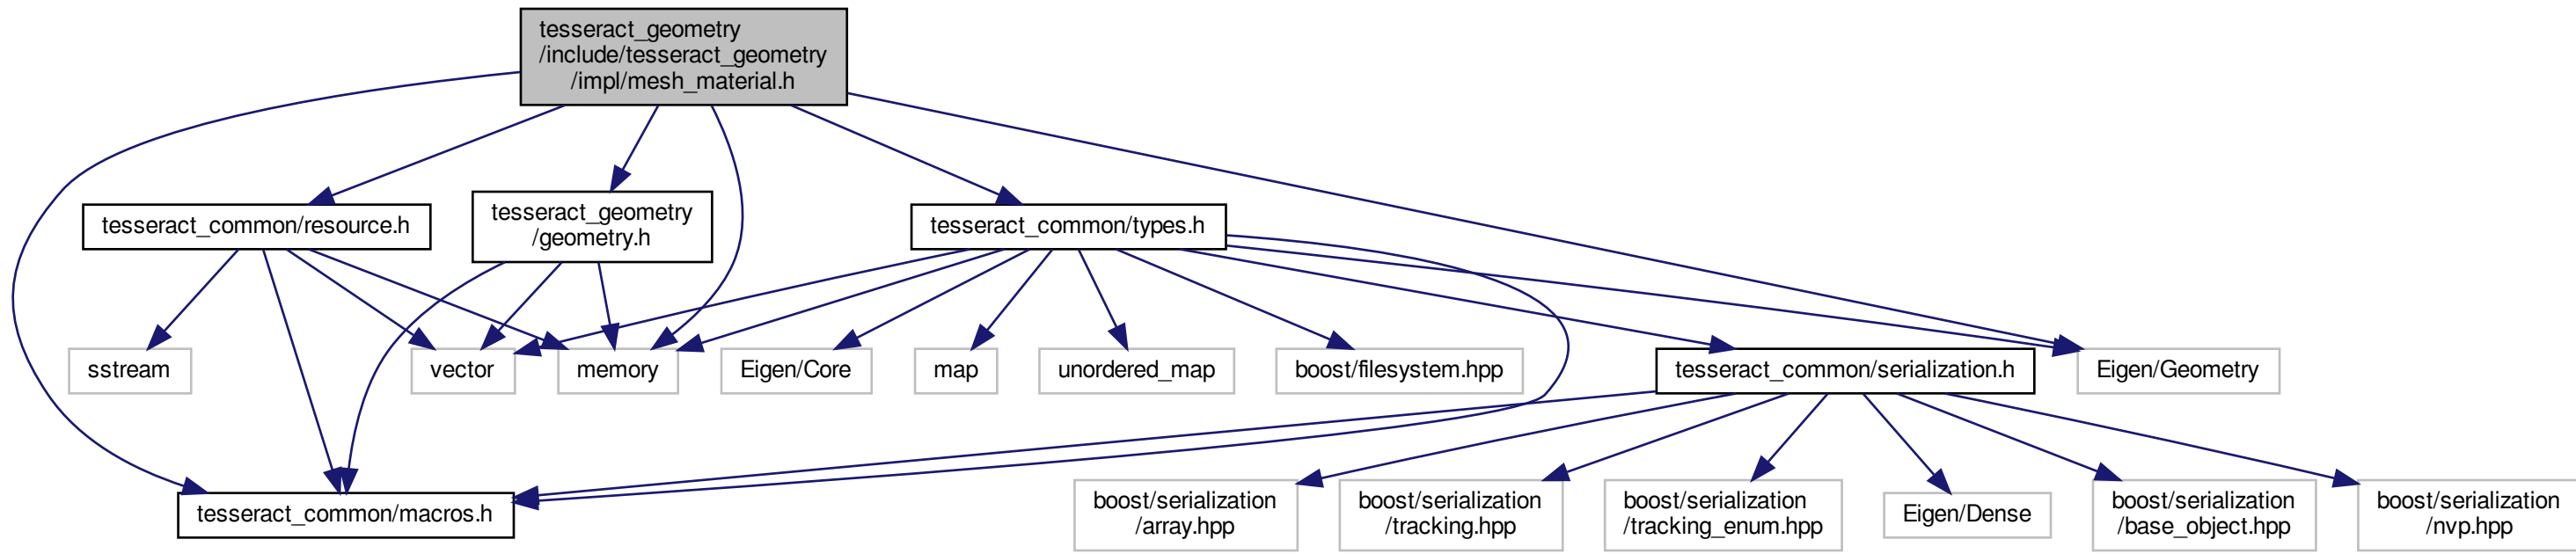 tesseract_geometry
/include/tesseract_geometry
/impl/mesh_material.h
tesseract_common/resource.h
tesseract_geometry
/geometry.h
tesseract_common/types.h
sstream
vector
memory
Eigen/Core
map
unordered_map
boost/filesystem.hpp
tesseract_common/serialization.h
Eigen/Geometry
tesseract_common/macros.h
boost/serialization
/array.hpp
boost/serialization
/tracking.hpp
boost/serialization
/tracking_enum.hpp
Eigen/Dense
boost/serialization
/base_object.hpp
boost/serialization
/nvp.hpp